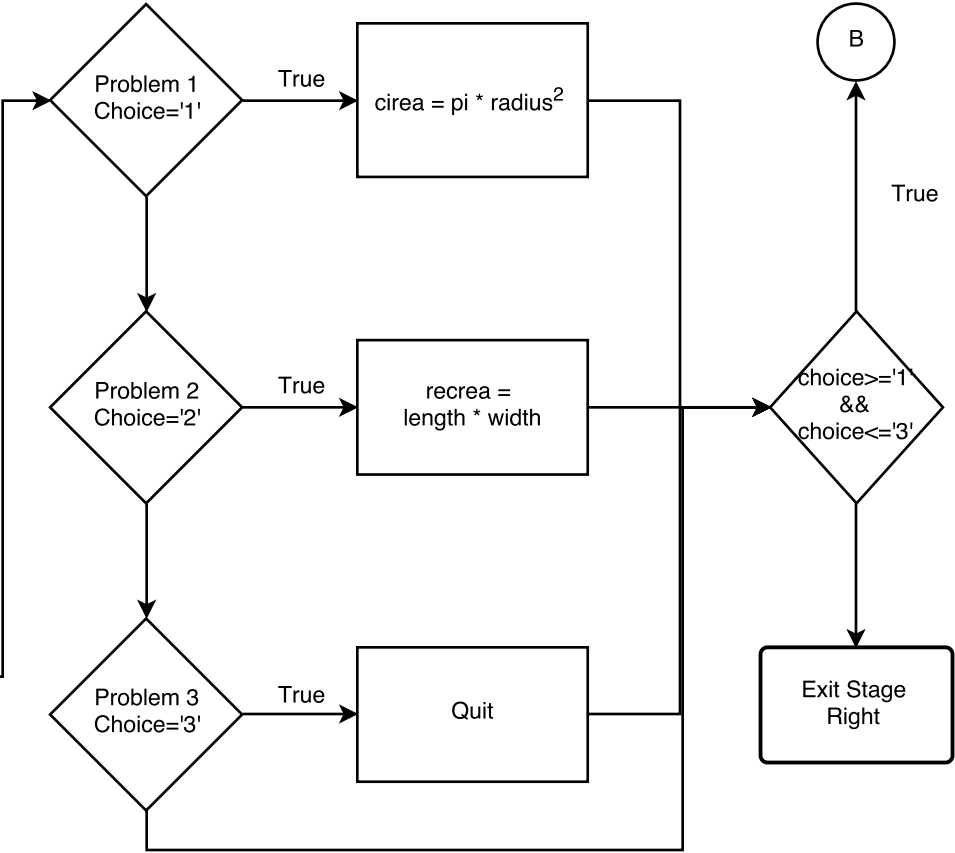 Problem 1
Choice='1'
True
cirea = pi * radius²
B
True
Problem 2
Choice='2'
True
recrea =
length * width
choice>='1'
&&
choice<='3'
Problem 3
Choice='3'
True
Quit
Exit Stage
Right